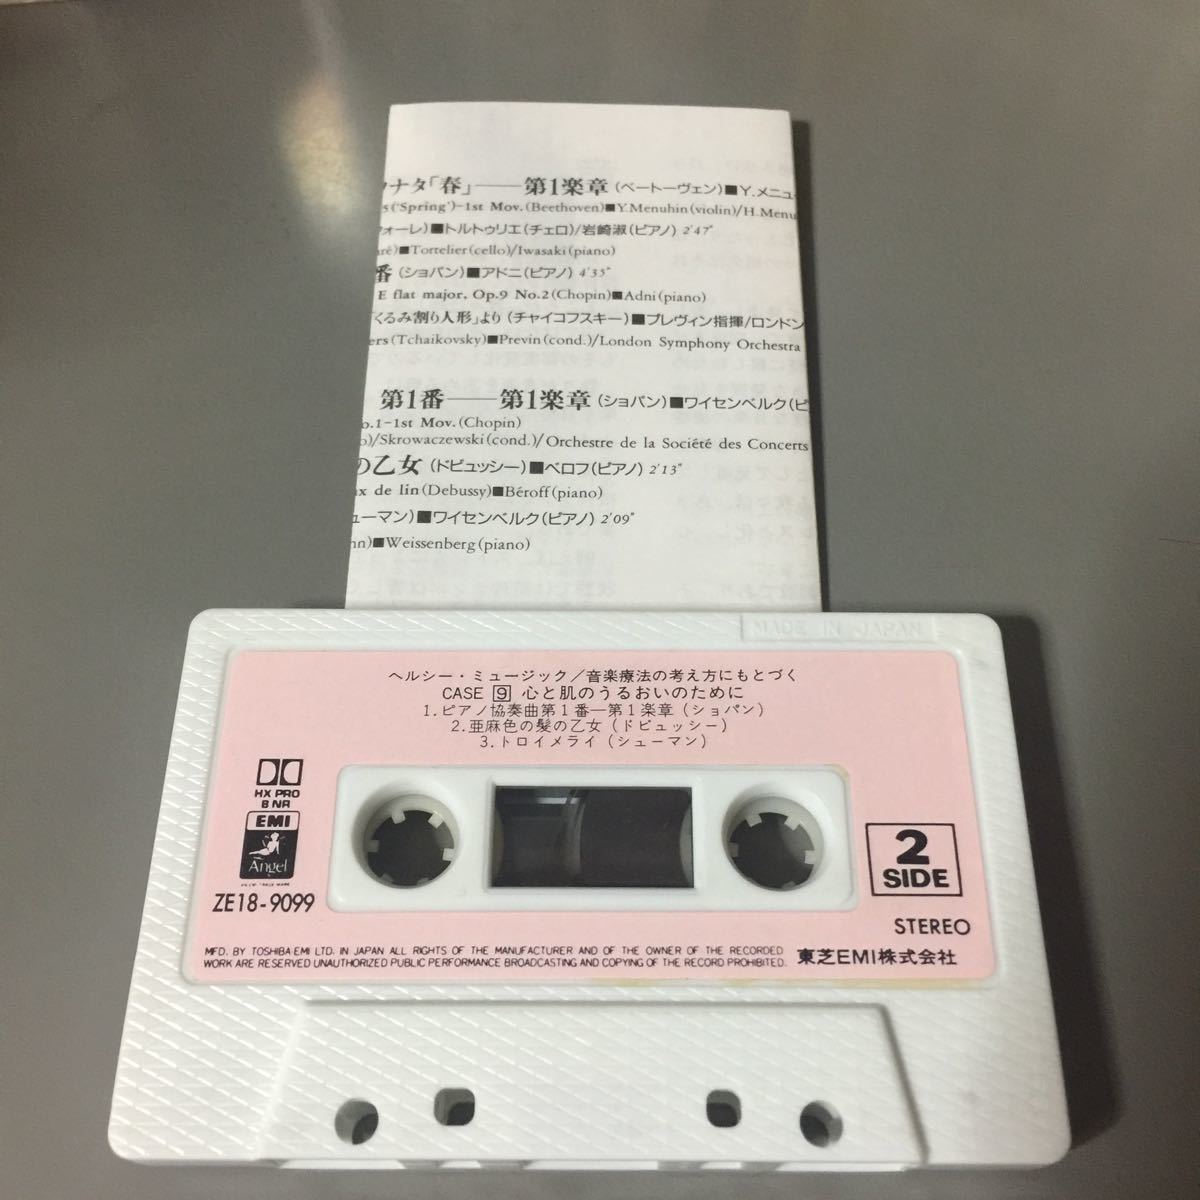 ナタ「春」——第1楽章(ベートーヴェン)■Y.メニュー
5('Spring')–1st Mov.(Beethoven)■Y.Menuhin(violin)/H.Menu
ォーレ)■トルトゥリエ(チェロ)/岩崎淑(ピアノ) 2'47"
ré)■Tortelier(cello)/Iwasaki(piano)
番(ショパン)■アドニ(ピアノ) 4'35"
E flat major, Op.9 No.2(Chopin)■Adni(piano)
くるみ割り人形」より(チャイコフスキー)■プレヴィン指揮/ロンドン
ers(Tchaikovsky)■Previn(cond.)/London Symphony Orchestra
第1番——第1楽章(ショパン)■ワイセンベルク(ピ
o.1–1st Mov.(Chopin)
o)/Skrowaczewski(cond.)/Orchestre de la Société des Concerts
の乙女(ドビュッシー)■ベロフ(ピアノ) 2'13"
x de lin(Debussy)■Béroff(piano)
ューマン)■ワイセンベルク(ピアノ) 2'09"
nn)■Weissenberg(piano)
MADE IN JAPAN
ヘルシー・ミュージック/音楽療法の考え方にもとづく
CASE 9 心と肌のうるおいのために
1.ピアノ協奏曲第1番—第1楽章(ショパン)
2.亜麻色の髪の乙女(ドビュッシー)
3.トロイメライ(シューマン)
HX PRO
B NR
EMI
Angel
ZE18-9099
2
SIDE
STEREO
MFD. BY TOSHIBA-EMI LTD. IN JAPAN ALL RIGHTS OF THE MANUFACTURER AND OF THE OWNER OF THE RECORDED
WORK ARE RESERVED UNAUTHORIZED PUBLIC PERFORMANCE BROADCASTING AND COPYING OF THE RECORD PROHIBITED.
東芝EMI株式会社